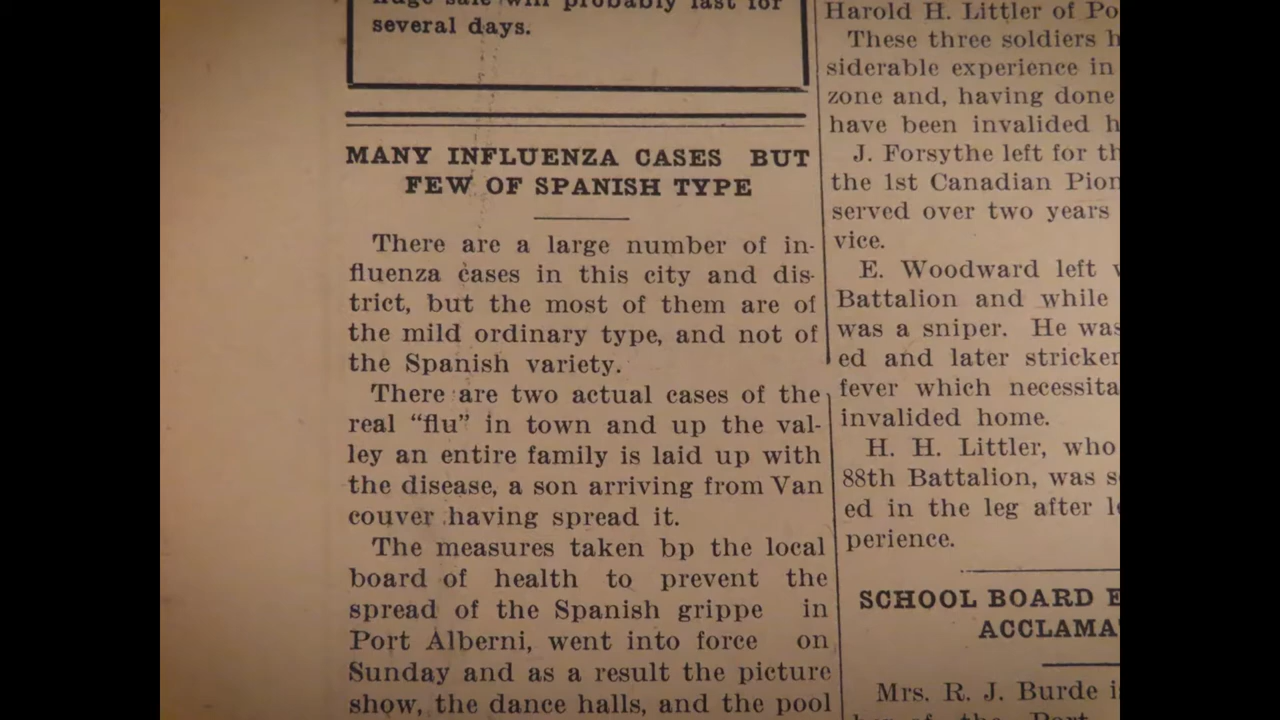 huge sale will probably last for
several days.
MANY INFLUENZA CASES BUT
FEW OF SPANISH TYPE
There are a large number of in-
fluenza cases in this city and dis-
trict, but the most of them are of
the mild ordinary type, and not of
the Spanish variety.
There are two actual cases of the
real “flu” in town and up the val-
ley an entire family is laid up with
the disease, a son arriving from Van
couver having spread it.
The measures taken bp the local
board of health to prevent the
spread of the Spanish grippe in
Port Alberni, went into force on
Sunday and as a result the picture
show, the dance halls, and the pool
Harold H. Littler of Po
These three soldiers h
siderable experience in
zone and, having done
have been invalided h
J. Forsythe left for th
the 1st Canadian Pion
served over two years
vice.
E. Woodward left
Battalion and while
was a sniper. He was
ed and later stricken
fever which necessita
invalided home.
H. H. Littler, who
88th Battalion, was s
ed in the leg after l
perience.
SCHOOL BOARD E
ACCLAMA
Mrs. R. J. Burde i
ber of the Port